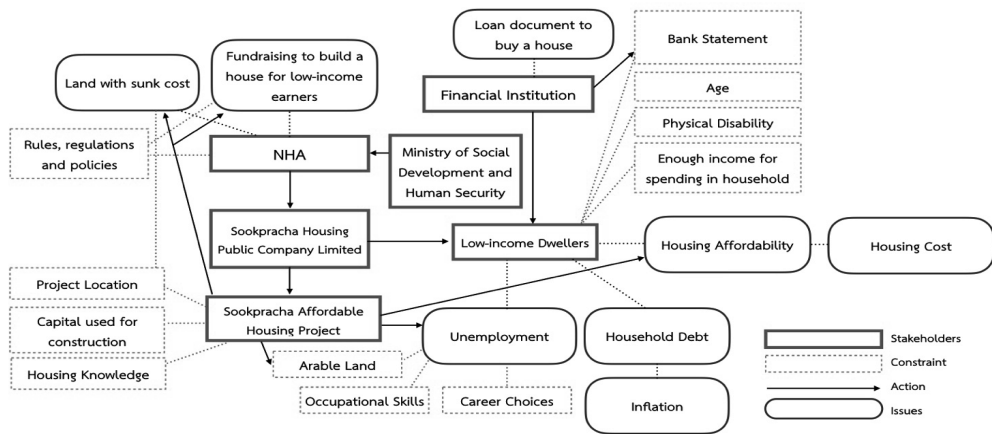 Loan document to
buy a house
Bank Statement
Fundraising to build a
house for low-income
earners
Land with sunk cost
Financial Institution
Age
Physical Disability
Rules, regulations
and policies
NHA
Ministry of Social
Development and
Human Security
Enough income for
spending in household
Sookpracha Housing
Public Company Limited
Low-income Dwellers
Housing Affordability
Housing Cost
Project Location
Sookpracha Affordable
Housing Project
Capital used for
construction
Unemployment
Household Debt
Housing Knowledge
Arable Land
Occupational Skills
Career Choices
Inflation
Stakeholders
Constraint
Action
Issues